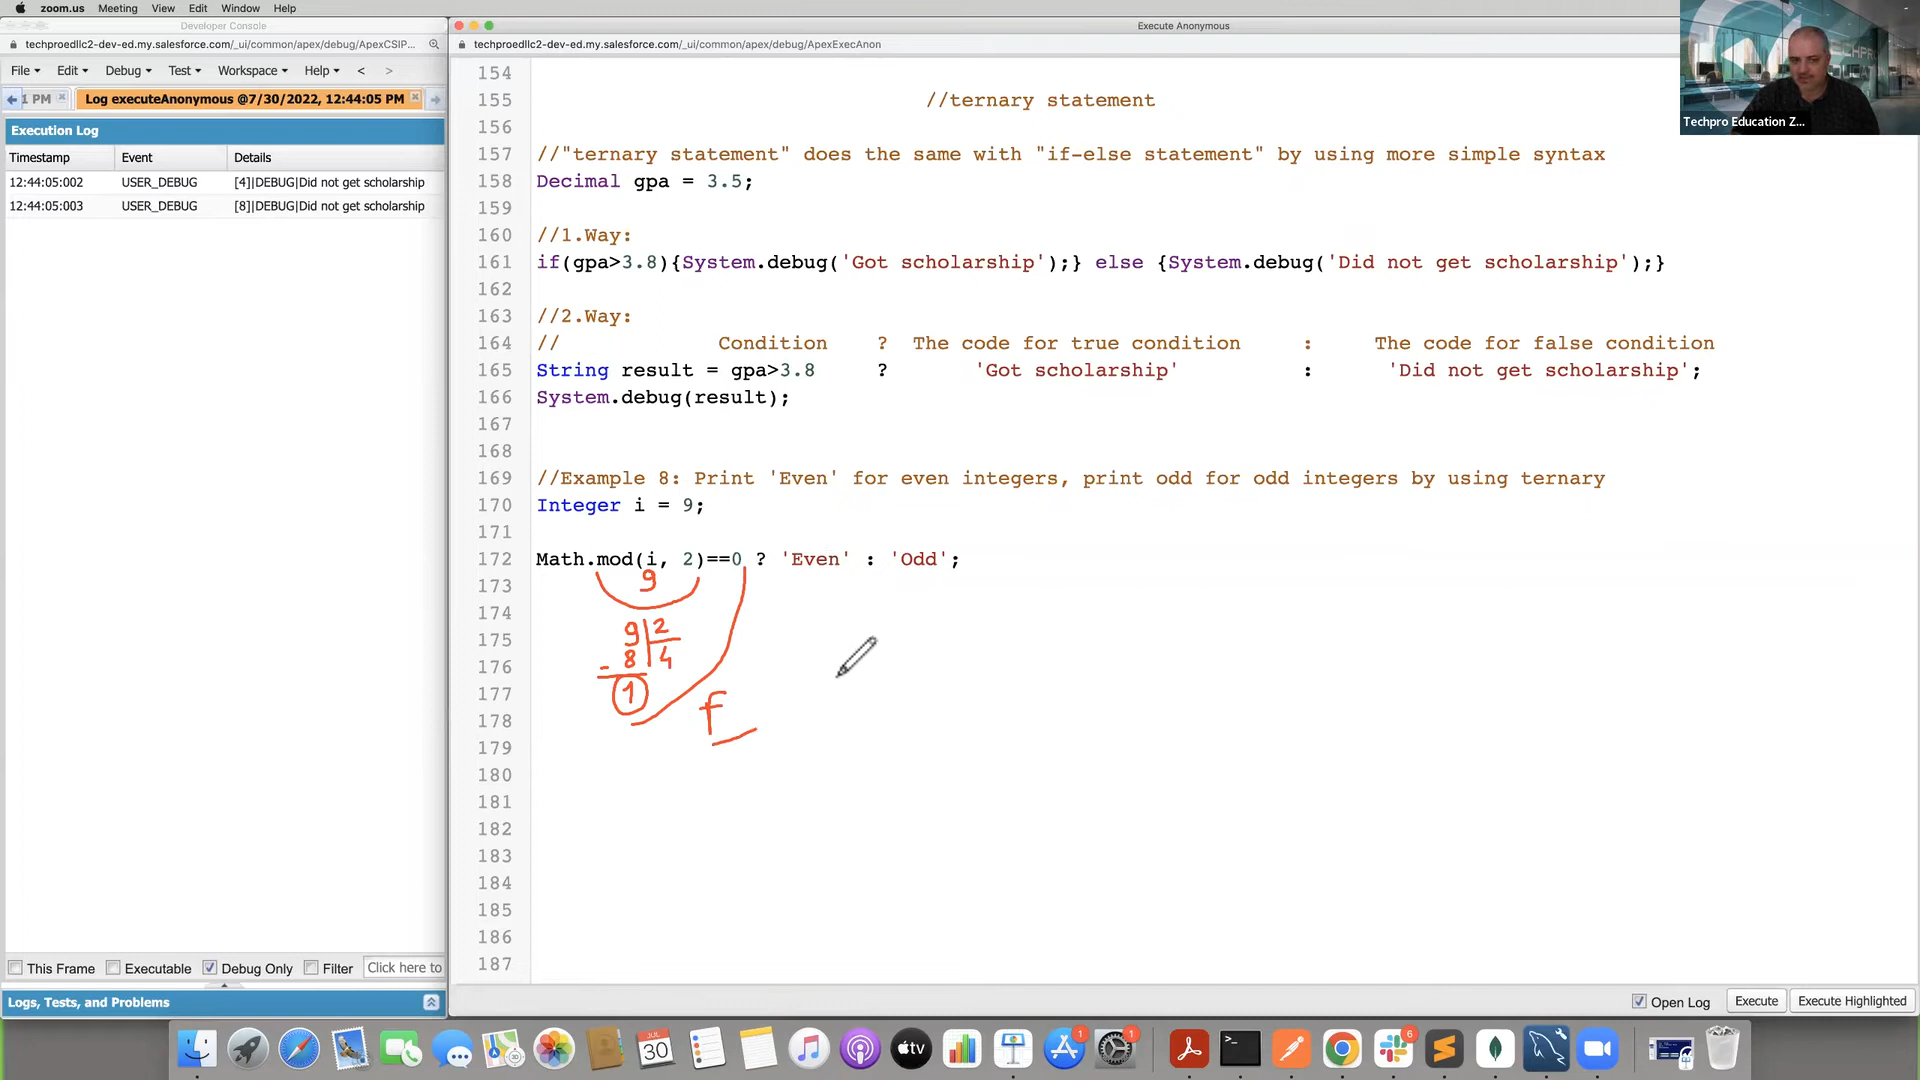 zoom.us Meeting View Edit Window Help
Developer Console
techproedllc2-dev-ed.my.salesforce.com/_ui/common/apex/debug/ApexCSIP...
File Edit Debug Test Workspace Help < >
1 PM Log executeAnonymous @7/30/2022, 12:44:05 PM
Execution Log
Timestamp Event Details
12:44:05:002 USER_DEBUG [4]|DEBUG|Did not get scholarship
12:44:05:003 USER_DEBUG [8]|DEBUG|Did not get scholarship
This Frame Executable Debug Only Filter Click here to
Logs, Tests, and Problems
Execute Anonymous
techproedllc2-dev-ed.my.salesforce.com/_ui/common/apex/debug/ApexExecAnon
154
155 //ternary statement
156
157 //"ternary statement" does the same with "if-else statement" by using more simple syntax
158 Decimal gpa = 3.5;
159
160 //1.Way:
161 if(gpa>3.8){System.debug('Got scholarship');} else {System.debug('Did not get scholarship');}
162
163 //2.Way:
164 // Condition ? The code for true condition : The code for false condition
165 String result = gpa>3.8 ? 'Got scholarship' : 'Did not get scholarship';
166 System.debug(result);
167
168
169 //Example 8: Print 'Even' for even integers, print odd for odd integers by using ternary
170 Integer i = 9;
171
172 Math.mod(i, 2)==0 ? 'Even' : 'Odd';
173 9
174
175 9 2
176 - 8 4
177 1
178 f
179
180
181
182
183
184
185
186
187
Open Log Execute Execute Highlighted
Techpro Education Z...
TECHPR
JUL
30
tv
1
1
6